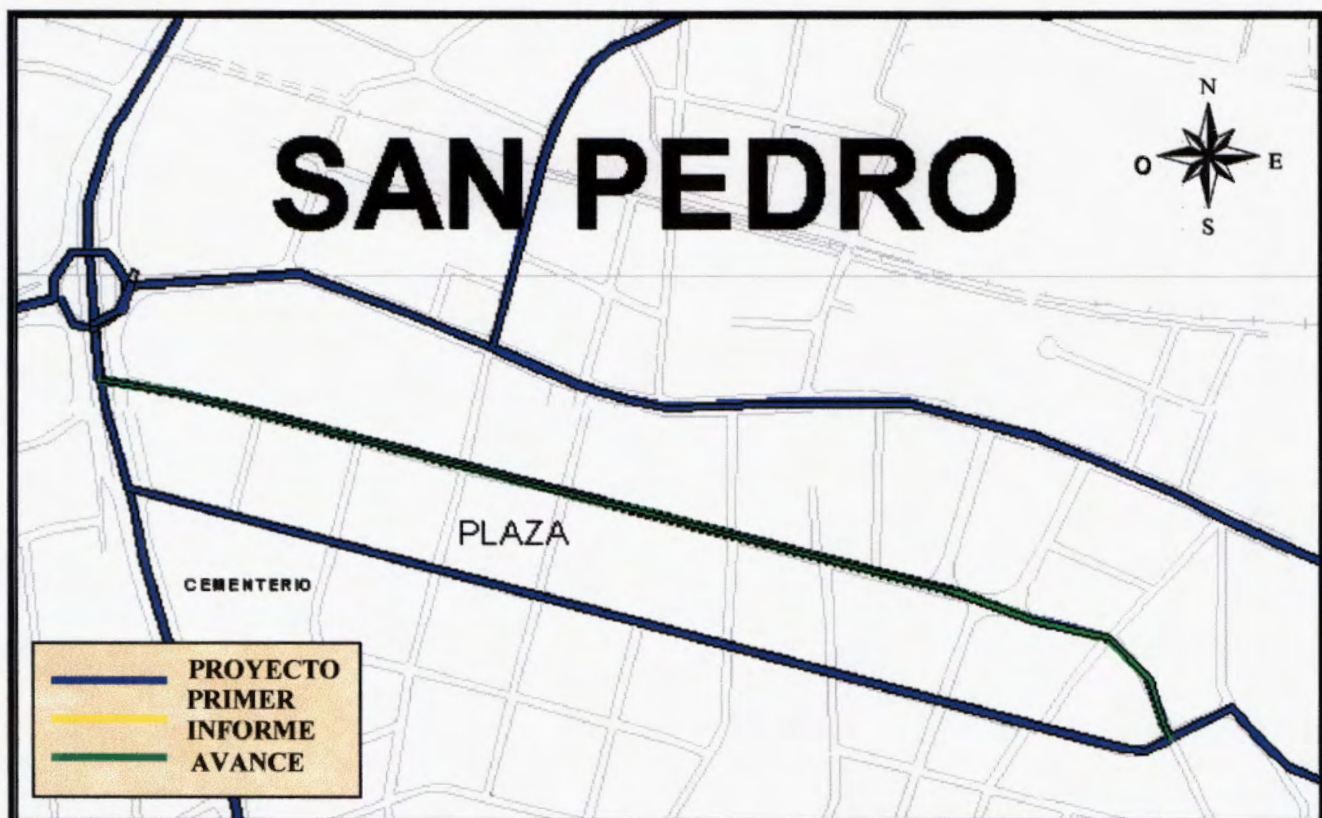 N
SAN PEDRO
O
E
S
PLAZA
CEMENTERIO
PROYECTO
PRIMER
INFORME
AVANCE